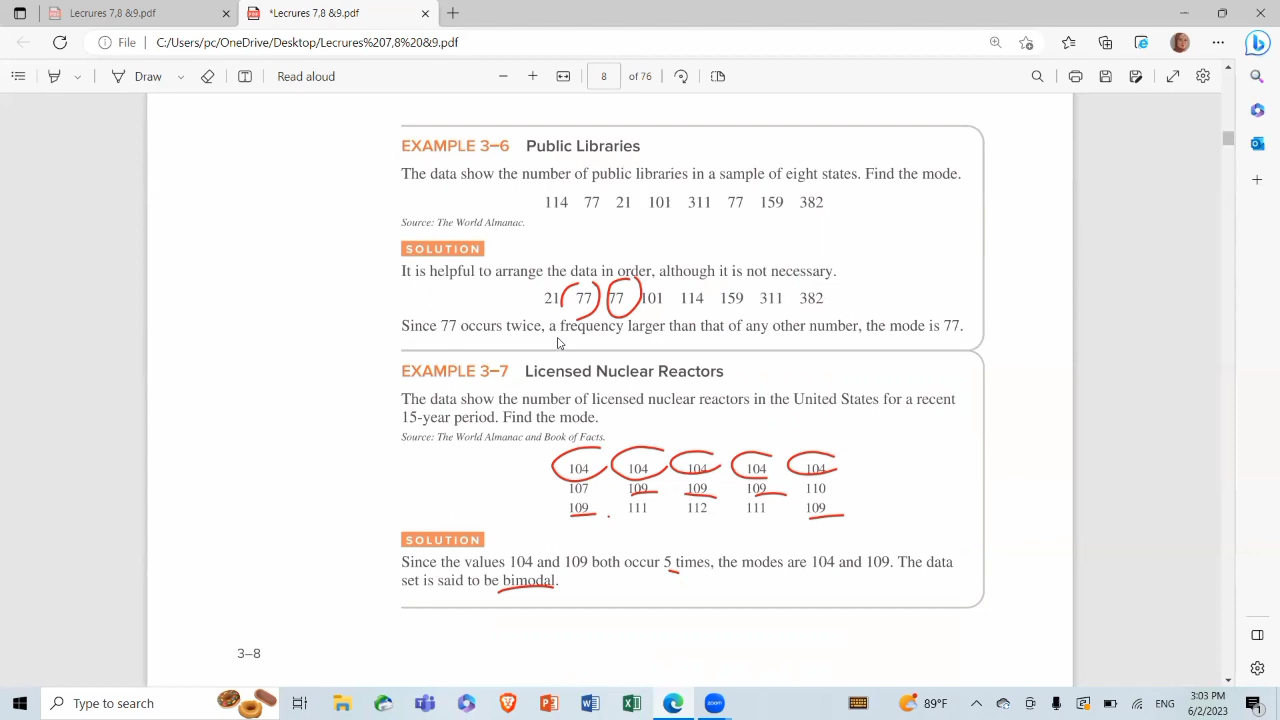 Lecrures 7,8 &9.pdf
*Lecrures 7,8 &9.pdf
File
C:/Users/pc/OneDrive/Desktop/Lecures%207,8&9.pdf
Draw
Read aloud
8
of 76
EXAMPLE 3–6 Public Libraries
The data show the number of public libraries in a sample of eight states. Find the mode.
114 77 21 101 311 77 159 382
Source: The World Almanac.
SOLUTION
It is helpful to arrange the data in order, although it is not necessary.
21 77 77 101 114 159 311 382
Since 77 occurs twice, a frequency larger than that of any other number, the mode is 77.
EXAMPLE 3–7 Licensed Nuclear Reactors
The data show the number of licensed nuclear reactors in the United States for a recent
15-year period. Find the mode.
Source: The World Almanac and Book of Facts.
104 104 104 104 104
107 109 109 109 110
109 111 112 111 109
SOLUTION
Since the values 104 and 109 both occur 5 times, the modes are 104 and 109. The data
set is said to be bimodal.
3–8
Type to search
89°F
3:03 PM
6/2/2023